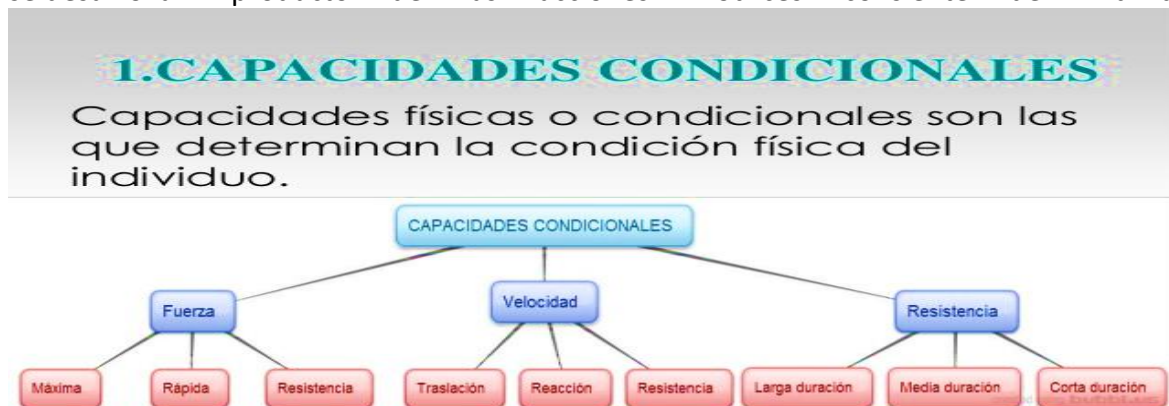 1.CAPACIDADES CONDICIONALES
Capacidades físicas o condicionales son las
que determinan la condición física del
individuo.
CAPACIDADES CONDICIONALES
Fuerza Velocidad Resistencia
Máxima Rápida Resistencia Traslación Reacción Resistencia Larga duración Media duración Corta duración